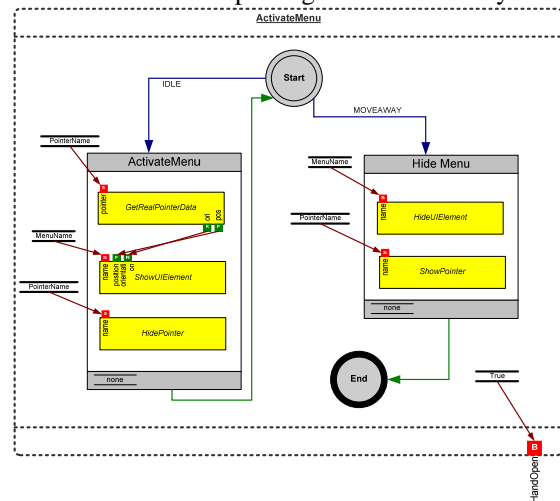 ActivateMenu
Start
IDLE
MOVEAWAY
PointerName
ActivateMenu
S
pointer
GetRealPointerData
ori
pos
R
P
MenuName
S
P
R
name
position
orientati
on
ShowUIElement
PointerName
S
name
HidePointer
none
MenuName
Hide Menu
S
name
HideUIElement
PointerName
S
name
ShowPointer
none
End
True
B
HandOpen